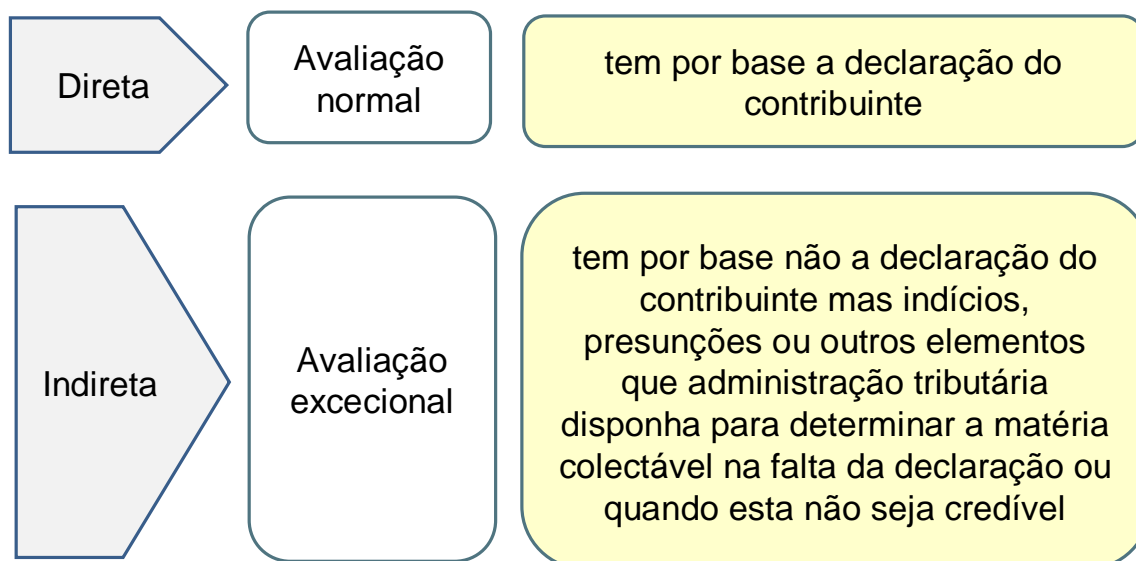 Direta
Avaliação
normal
tem por base a declaração do
contribuinte
Indireta
Avaliação
excecional
tem por base não a declaração do
contribuinte mas indícios,
presunções ou outros elementos
que administração tributária
disponha para determinar a matéria
colectável na falta da declaração ou
quando esta não seja credível